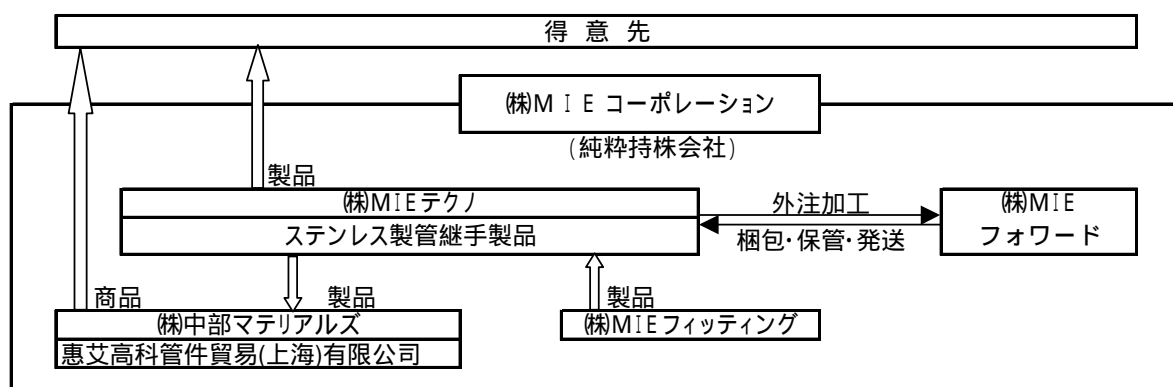 得 意 先
㈱ＭＩＥコーポレーション
(純粋持株会社)
製品
㈱MIEテクノ
ステンレス製管継手製品
外注加工
梱包･保管･発送
㈱MIE
フォワード
商品
製品
製品
㈱中部マテリアルズ
惠艾高科管件貿易(上海)有限公司
㈱MIEフィッティング